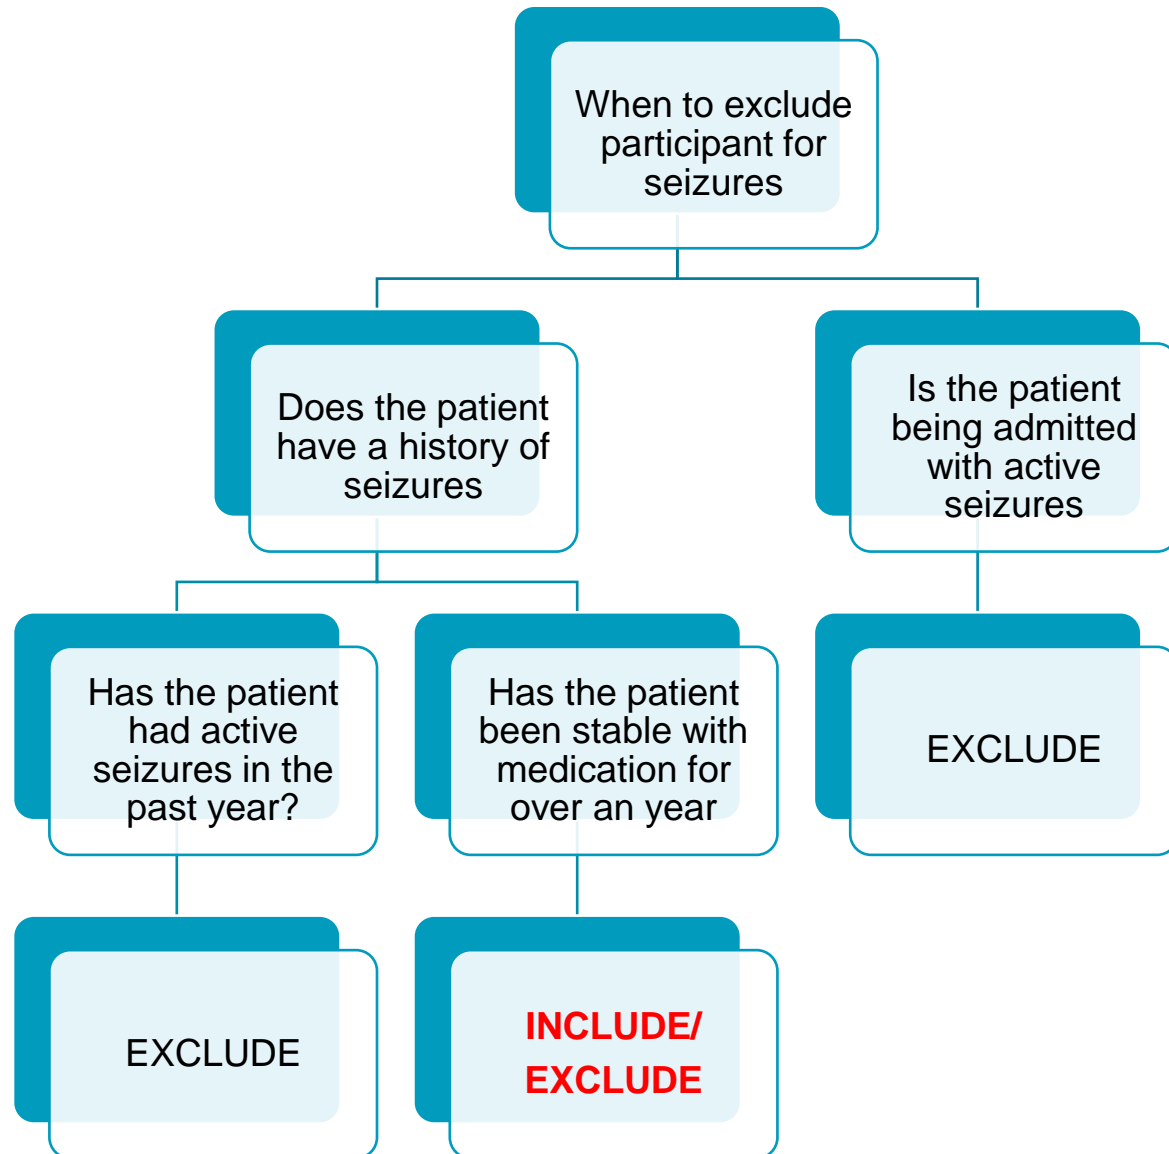 When to exclude
participant for
seizures
Does the patient
have a history of
seizures
Is the patient
being admitted
with active
seizures
Has the patient
had active
seizures in the
past year?
Has the patient
been stable with
medication for
over an year
EXCLUDE
EXCLUDE
INCLUDE/
EXCLUDE